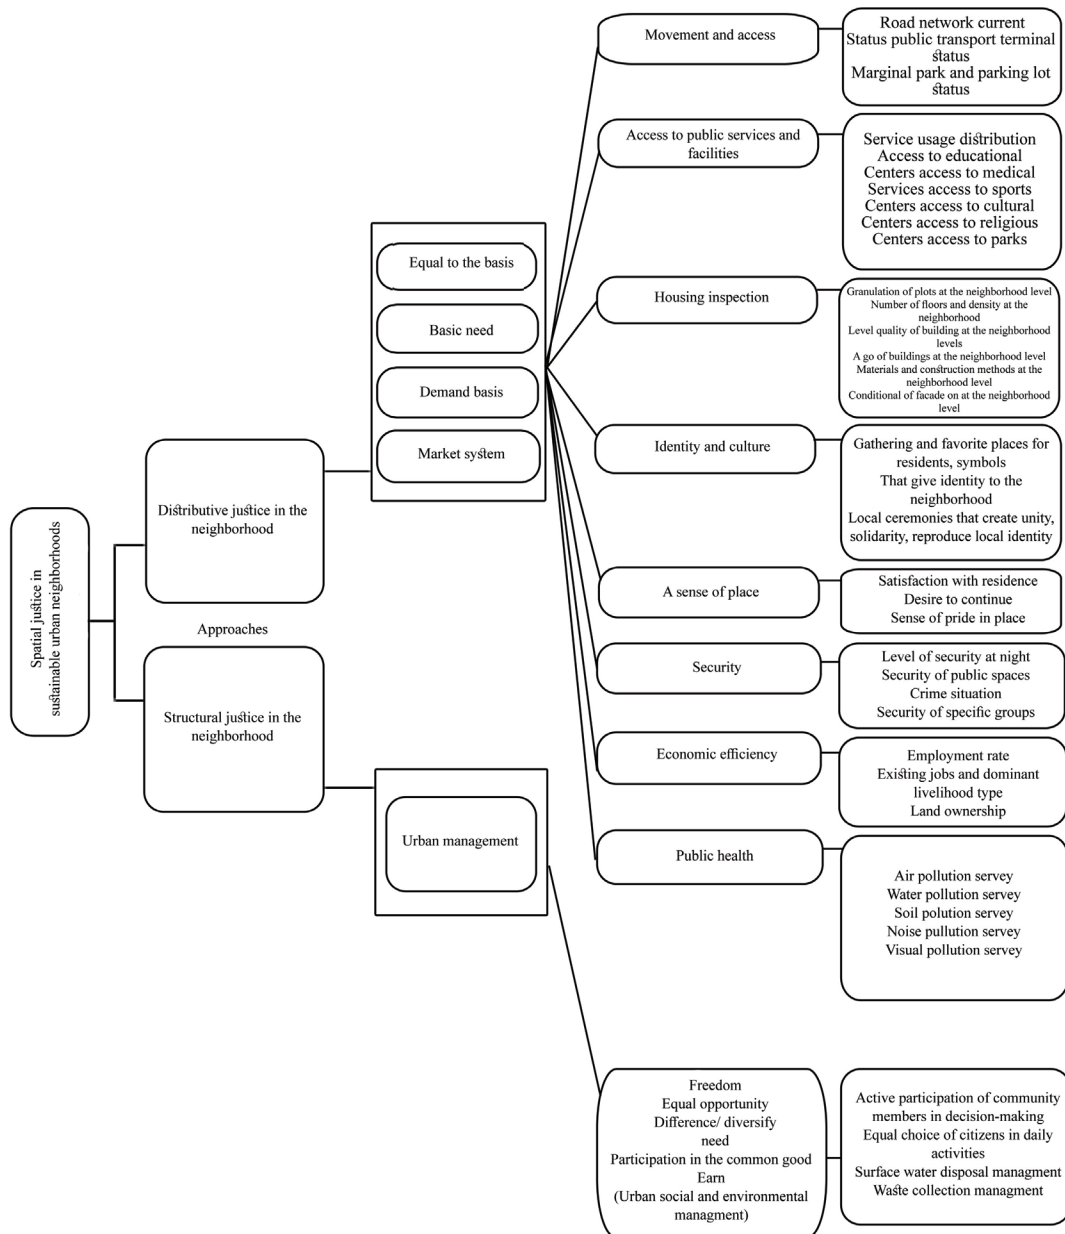 Spatial justice in
sustainable urban neighborhoods
Approaches
Distributive justice in the
neighborhood
Structural justice in the
neighborhood
Equal to the basis
Basic need
Demand basis
Market system
Urban management
Movement and access
Road network current
Status public transport terminal
status
Marginal park and parking lot
status
Access to public services and
facilities
Service usage distribution
Access to educational
Centers access to medical
Services access to sports
Centers access to cultural
Centers access to religious
Centers access to parks
Housing inspection
Granulation of plots at the neighborhood level
Number of floors and density at the
neighborhood
Level quality of building at the neighborhood
levels
A go of buildings at the neighborhood level
Materials and construction methods at the
neighborhood level
Conditional of facade on at the neighborhood
level
Identity and culture
Gathering and favorite places for
residents, symbols
That give identity to the
neighborhood
Local ceremonies that create unity,
solidarity, reproduce local identity
A sense of place
Satisfaction with residence
Desire to continue
Sense of pride in place
Security
Level of security at night
Security of public spaces
Crime situation
Security of specific groups
Economic efficiency
Employment rate
Existing jobs and dominant
livelihood type
Land ownership
Public health
Air pollution servey
Water pollution servey
Soil polution servey
Noise pullution servey
Visual pollution servey
Freedom
Equal opportunity
Difference/ diversify
need
Participation in the common good
Earn
(Urban social and environmental
managment)
Active participation of community
members in decision-making
Equal choice of citizens in daily
activities
Surface water disposal managment
Waste collection managment